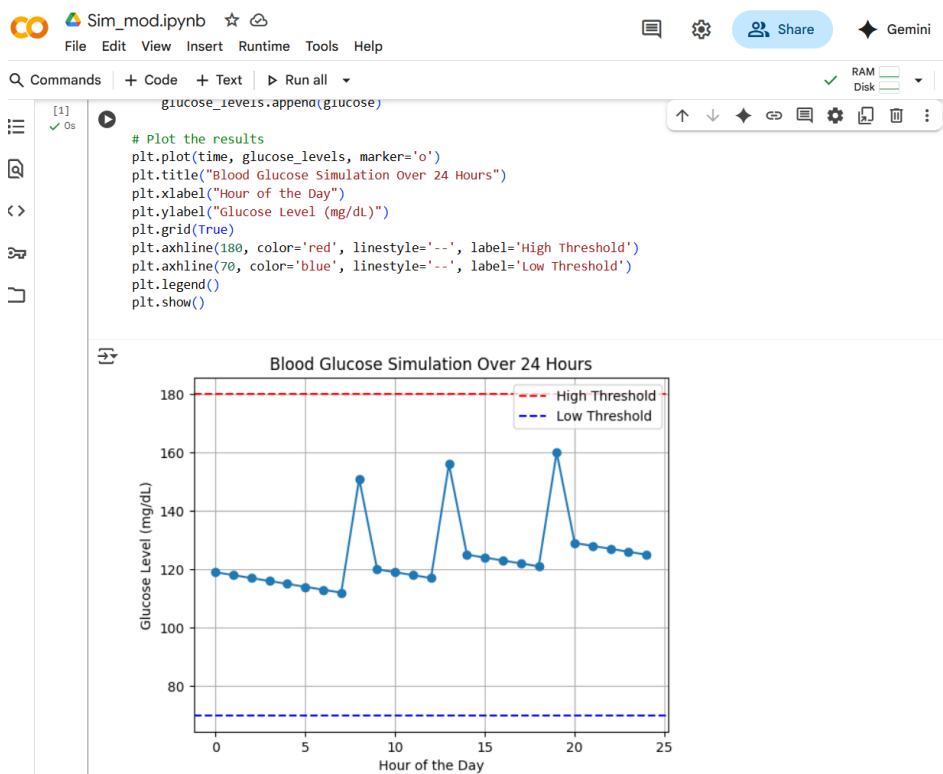 Sim_mod.ipynb
File Edit View Insert Runtime Tools Help
Share
Gemini
Commands + Code + Text Run all
RAM
Disk
[1]
0s
glucose_levels.append(glucose)
# Plot the results
plt.plot(time, glucose_levels, marker='o')
plt.title("Blood Glucose Simulation Over 24 Hours")
plt.xlabel("Hour of the Day")
plt.ylabel("Glucose Level (mg/dL)")
plt.grid(True)
plt.axhline(180, color='red', linestyle='--', label='High Threshold')
plt.axhline(70, color='blue', linestyle='--', label='Low Threshold')
plt.legend()
plt.show()
Blood Glucose Simulation Over 24 Hours
High Threshold
Low Threshold
Glucose Level (mg/dL)
180
160
140
120
100
80
0 5 10 15 20 25
Hour of the Day